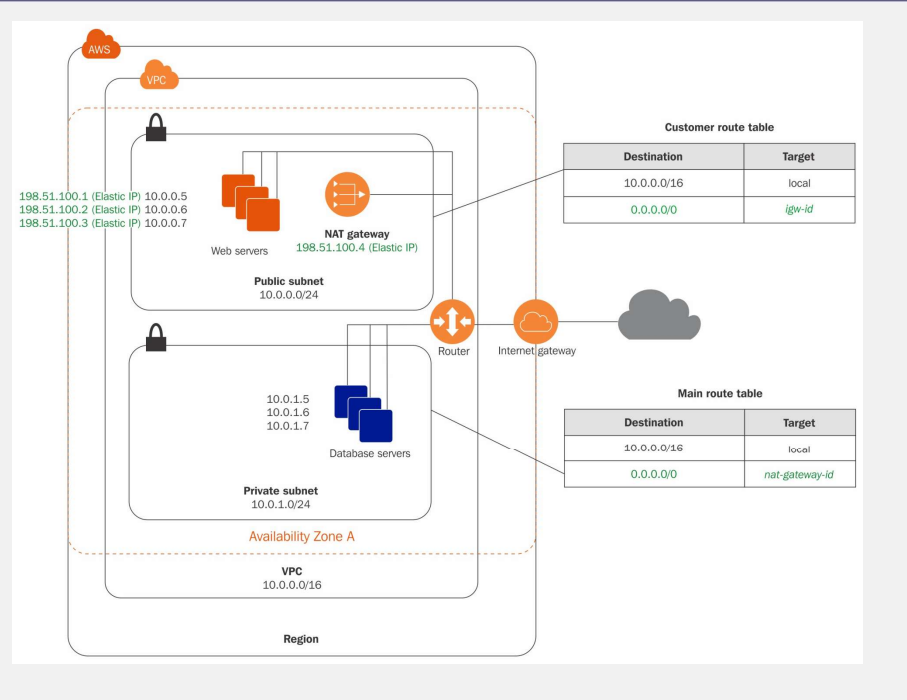 AWS
VPC
198.51.100.1 (Elastic IP) 10.0.0.5
198.51.100.2 (Elastic IP) 10.0.0.6
198.51.100.3 (Elastic IP) 10.0.0.7
Web servers
NAT gateway
198.51.100.4 (Elastic IP)
Public subnet
10.0.0.0/24
Customer route table
Destination Target
10.0.0.0/16 local
0.0.0.0/0 igw-id
Router
Internet gateway
10.0.1.5
10.0.1.6
10.0.1.7
Database servers
Private subnet
10.0.1.0/24
Main route table
Destination Target
10.0.0.0/16 local
0.0.0.0/0 nat-gateway-id
Availability Zone A
VPC
10.0.0.0/16
Region